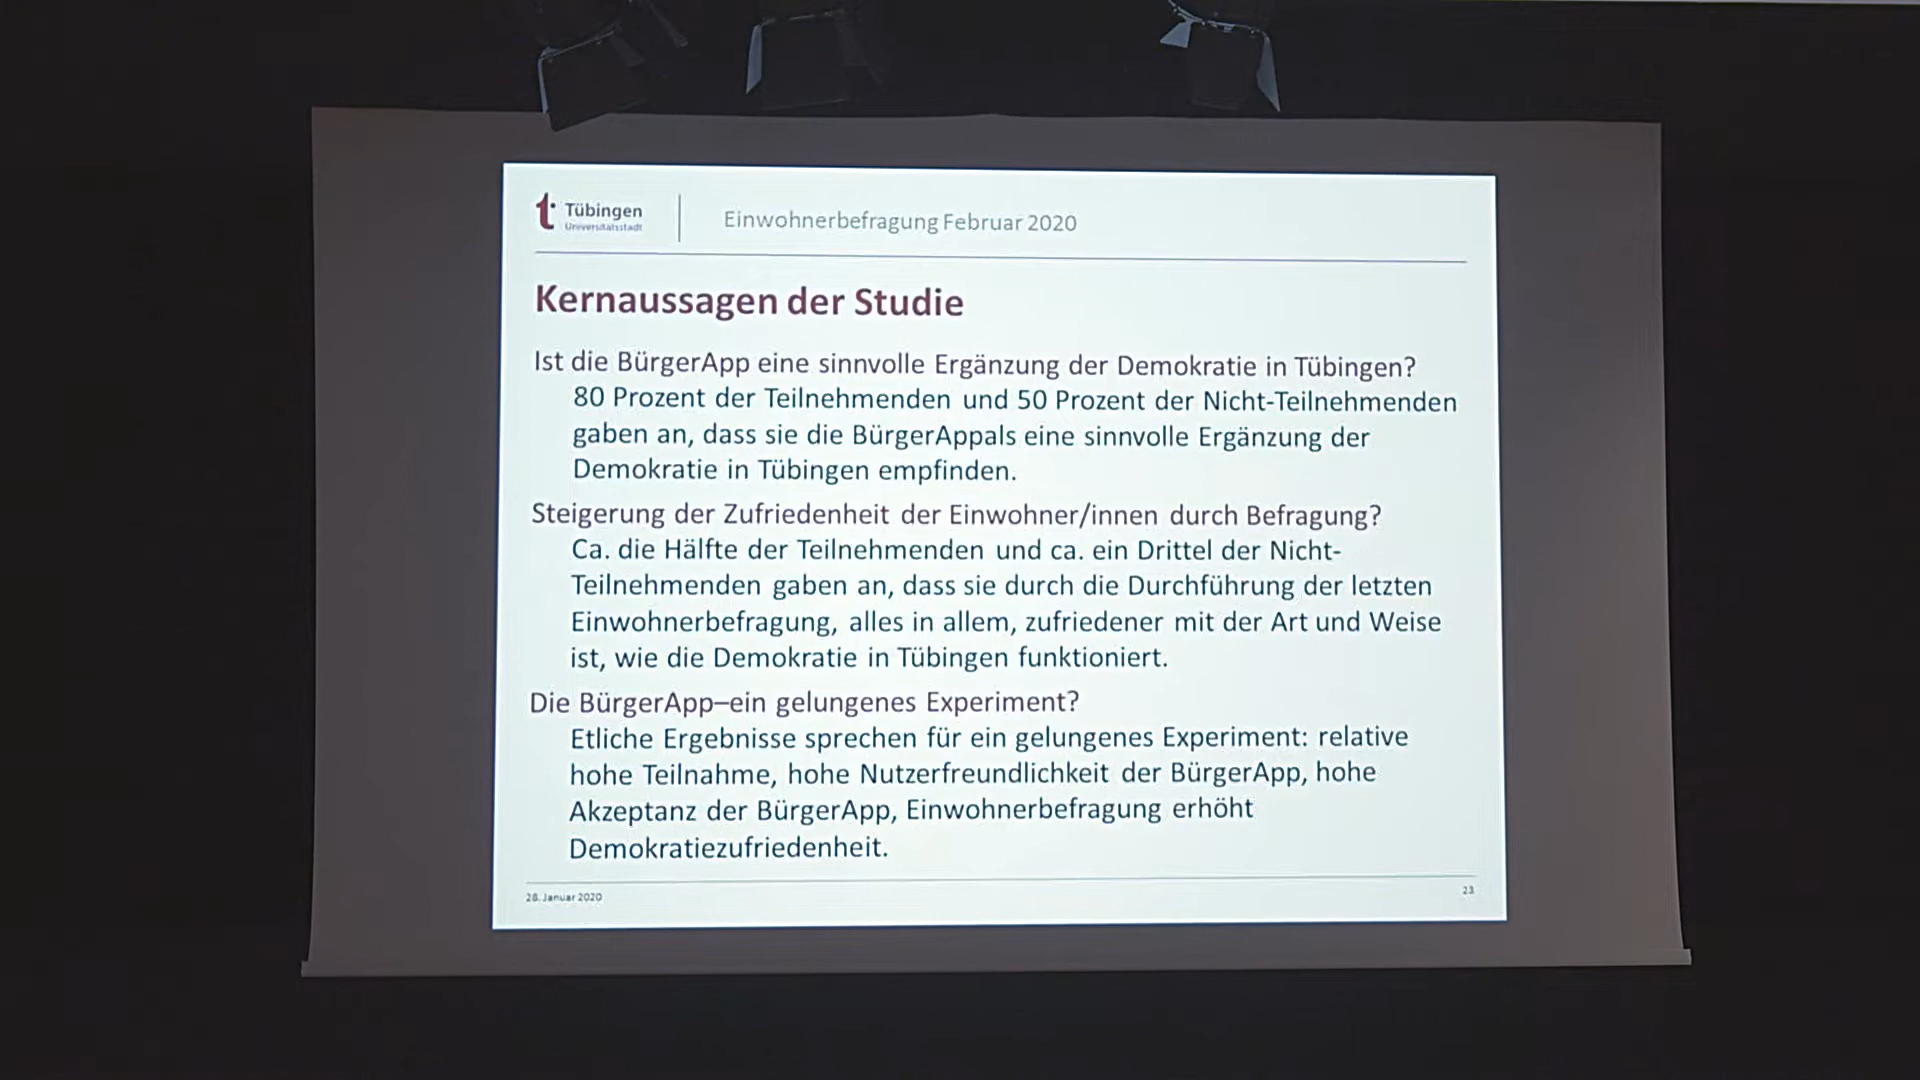 Tübingen
Universitätsstadt
Einwohnerbefragung Februar 2020
Kernaussagen der Studie
Ist die BürgerApp eine sinnvolle Ergänzung der Demokratie in Tübingen?
80 Prozent der Teilnehmenden und 50 Prozent der Nicht-Teilnehmenden
gaben an, dass sie die BürgerAppals eine sinnvolle Ergänzung der
Demokratie in Tübingen empfinden.
Steigerung der Zufriedenheit der Einwohner/innen durch Befragung?
Ca. die Hälfte der Teilnehmenden und ca. ein Drittel der Nicht-
Teilnehmenden gaben an, dass sie durch die Durchführung der letzten
Einwohnerbefragung, alles in allem, zufriedener mit der Art und Weise
ist, wie die Demokratie in Tübingen funktioniert.
Die BürgerApp–ein gelungenes Experiment?
Etliche Ergebnisse sprechen für ein gelungenes Experiment: relative
hohe Teilnahme, hohe Nutzerfreundlichkeit der BürgerApp, hohe
Akzeptanz der BürgerApp, Einwohnerbefragung erhöht
Demokratiezufriedenheit.
28. Januar 2020
23